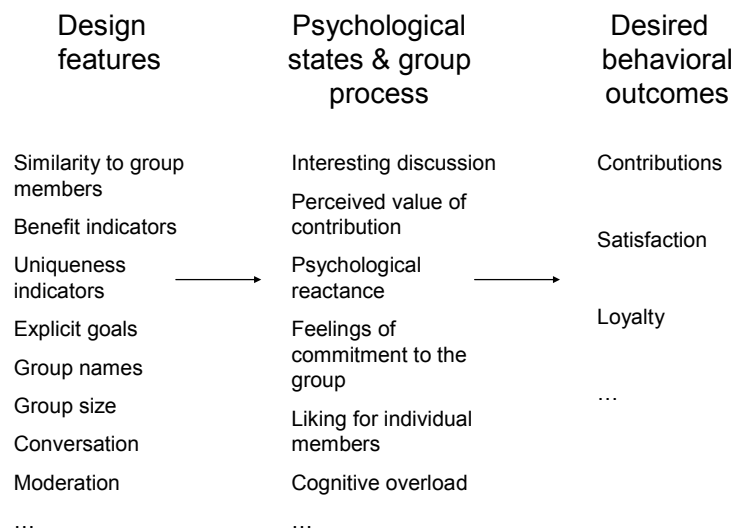 Design
features
Psychological
states & group
process
Desired
behavioral
outcomes
Similarity to group
members
Benefit indicators
Uniqueness
indicators
Explicit goals
Group names
Group size
Conversation
Moderation
…
Interesting discussion
Perceived value of
contribution
Psychological
reactance
Feelings of
commitment to the
group
Liking for individual
members
Cognitive overload
…
Contributions
Satisfaction
Loyalty
…